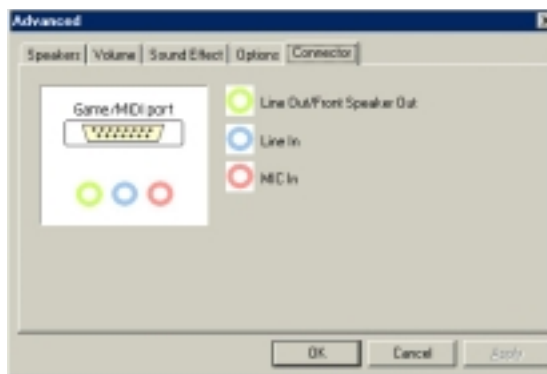 Advanced
Speakers Volume Sound Effect Options Connector
Game/MIDI port
Line Out/Front Speaker Out
Line In
MIC In
OK Cancel Apply